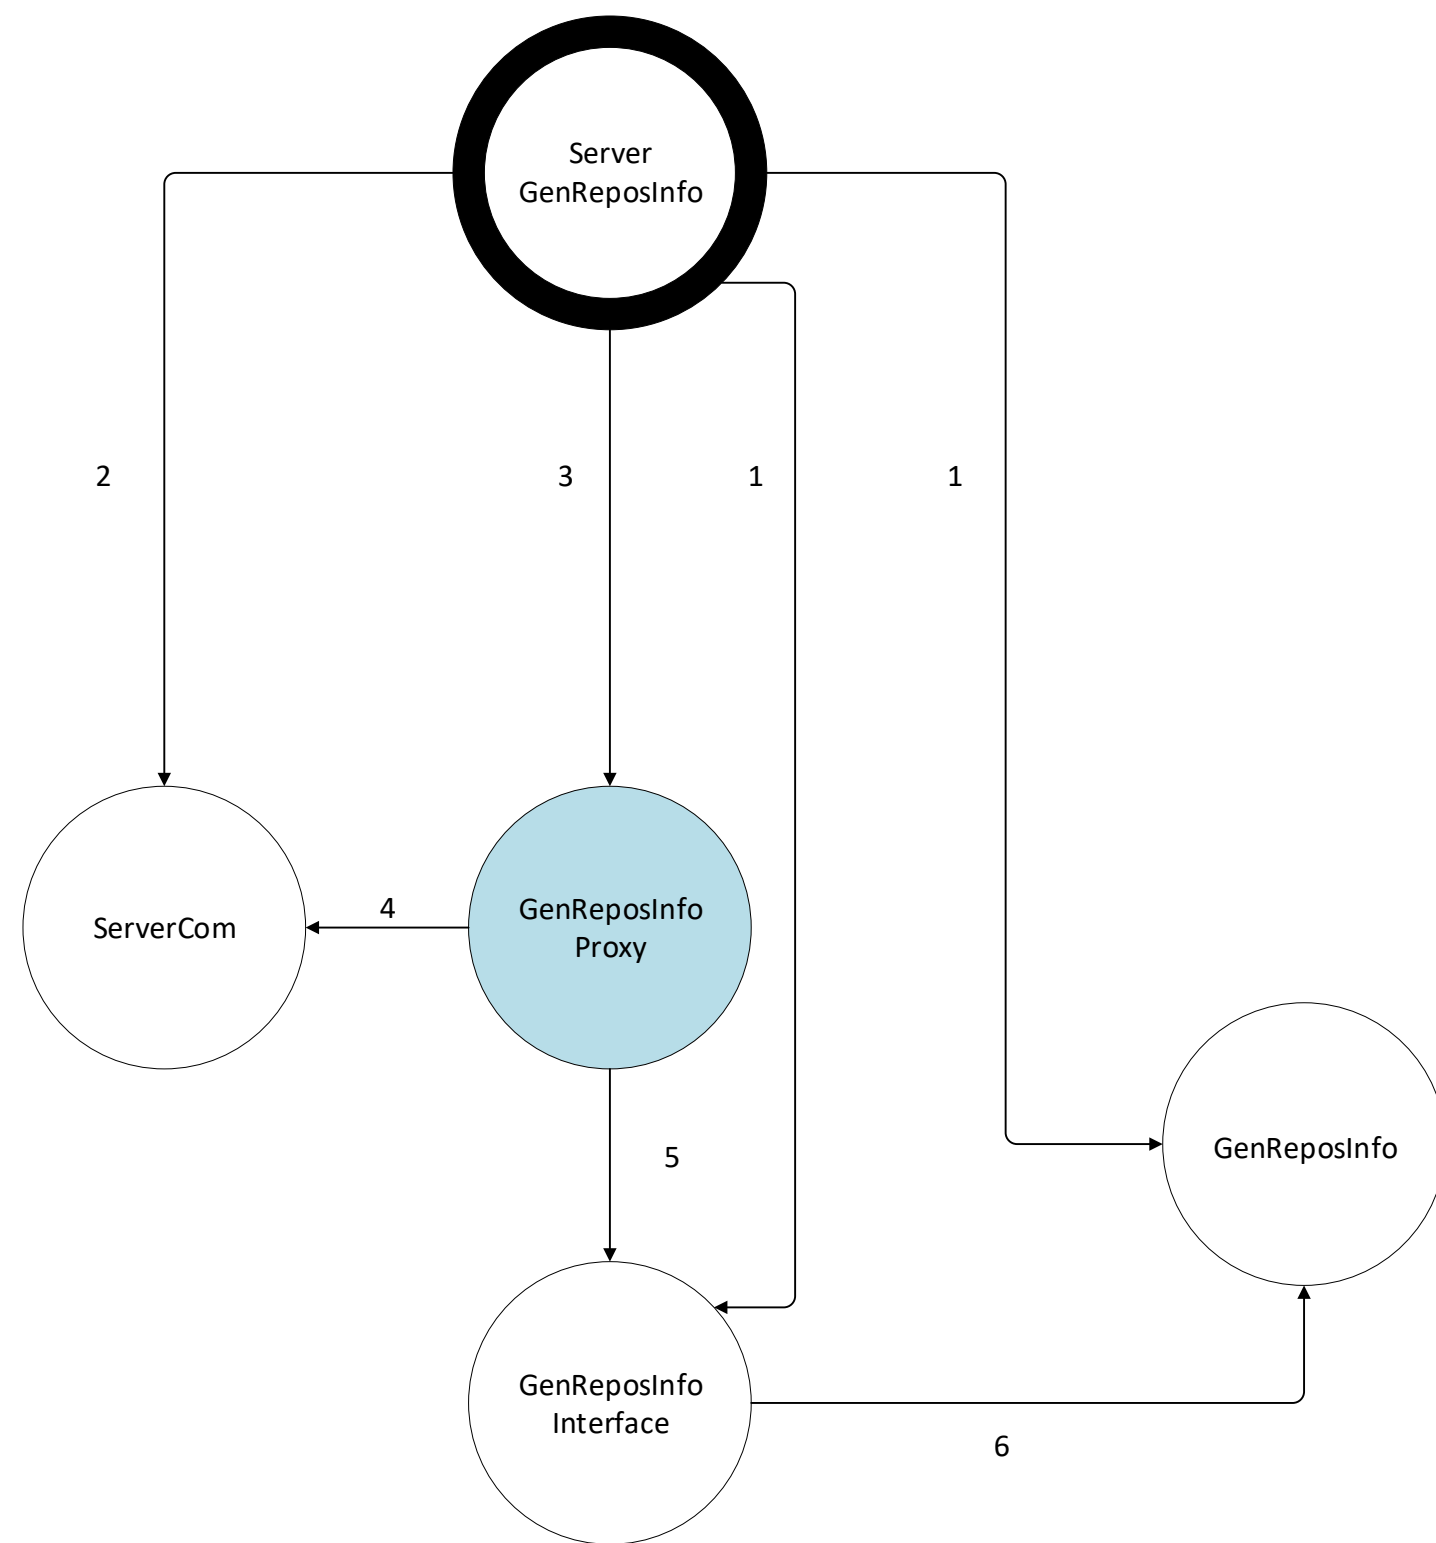 Server
GenReposInfo
2
3
1
1
ServerCom
4
GenReposInfo
Proxy
5
GenReposInfo
GenReposInfo
Interface
6